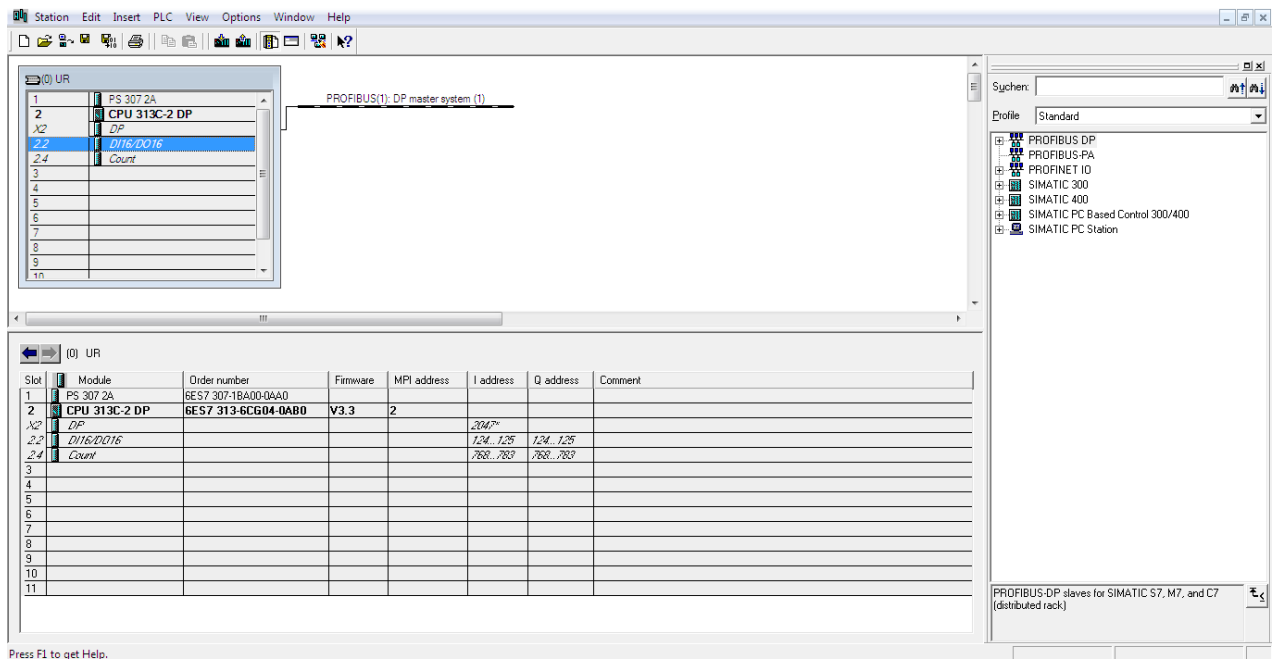 Station Edit Insert PLC View Options Window Help
(0) UR
1 PS 307 2A
2 CPU 313C-2 DP
X2 DP
2.2 DI16/DO16
2.4 Count
3
4
5
6
7
8
9
10
PROFIBUS(1): DP master system (1)
Suchen:
Profile Standard
PROFIBUS DP
PROFIBUS-PA
PROFINET IO
SIMATIC 300
SIMATIC 400
SIMATIC PC Based Control 300/400
SIMATIC PC Station
(0) UR
Slot Module Order number Firmware MPI address I address Q address Comment
1 PS 307 2A 6ES7 307-1BA00-0AA0
2 CPU 313C-2 DP 6ES7 313-6CG04-0AB0 V3.3 2
X2 DP 2047*
2.2 DI16/DO16 124...125 124...125
2.4 Count 768...783 768...783
3
4
5
6
7
8
9
10
11
PROFIBUS-DP slaves for SIMATIC S7, M7, and C7
(distributed rack)
Press F1 to get Help.